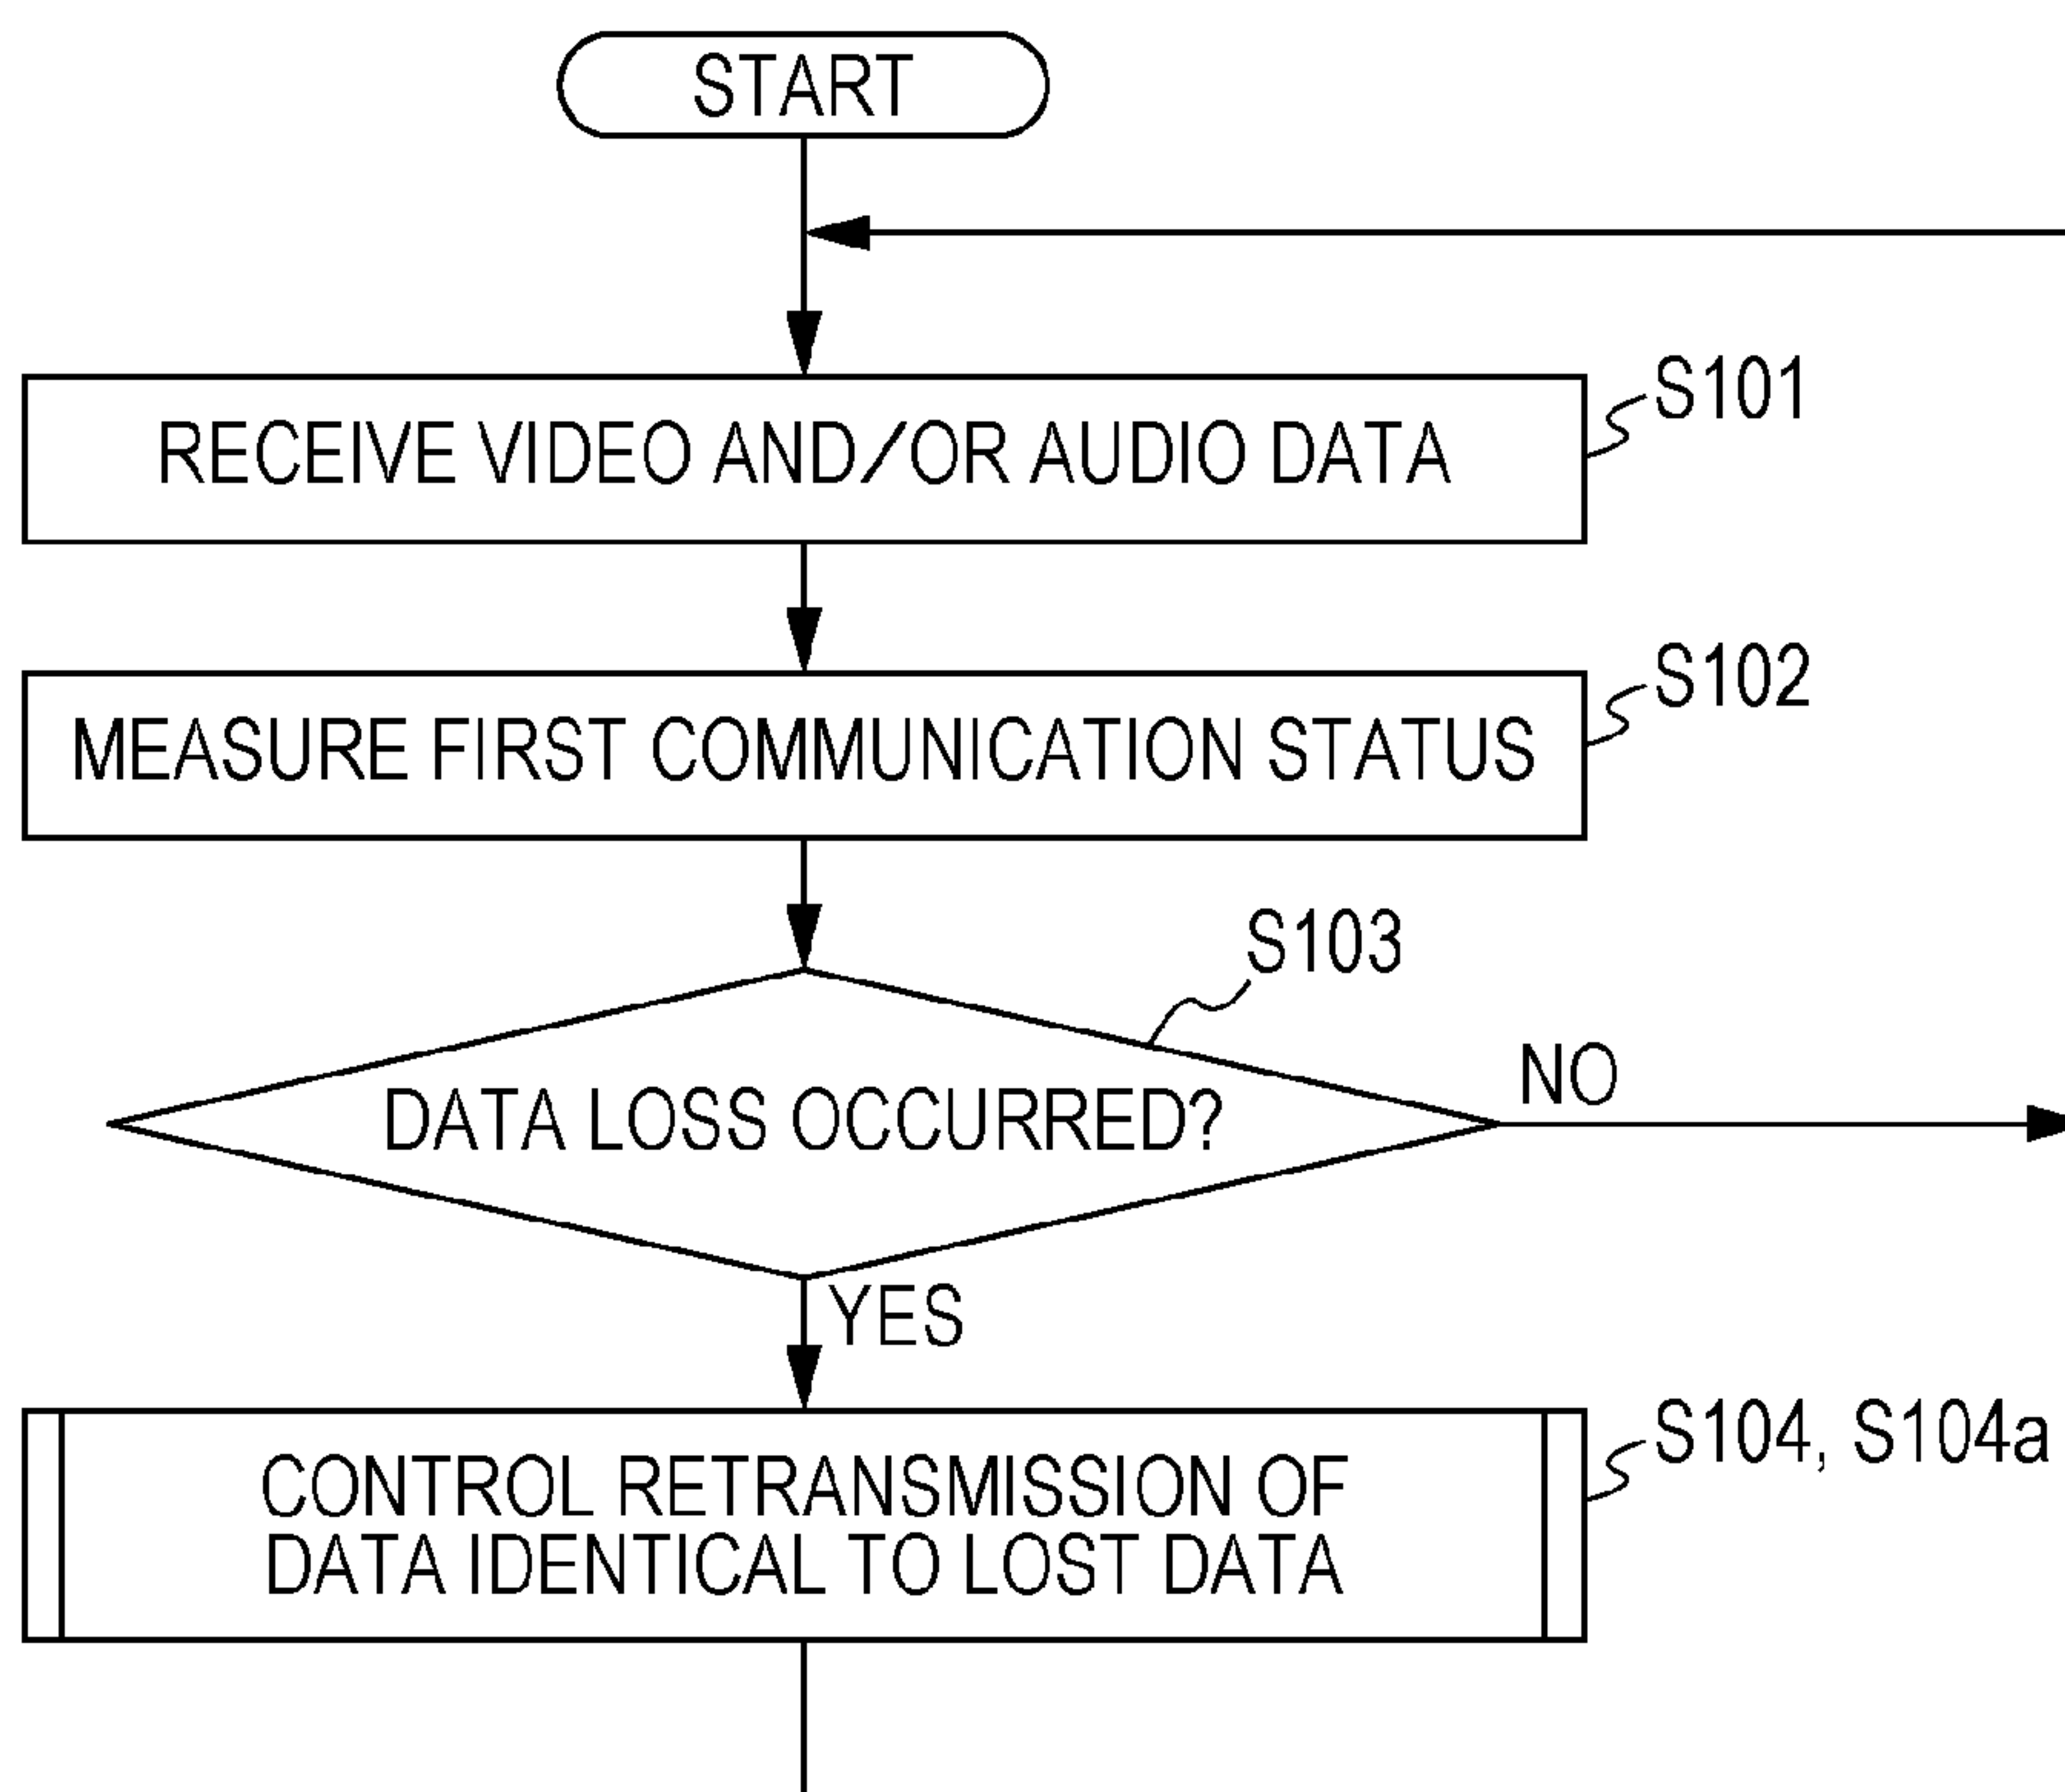 START
RECEIVE VIDEO AND/OR AUDIO DATA
S101
MEASURE FIRST COMMUNICATION STATUS
S102
S103
DATA LOSS OCCURRED?
NO
YES
CONTROL RETRANSMISSION OF
DATA IDENTICAL TO LOST DATA
S104, S104a